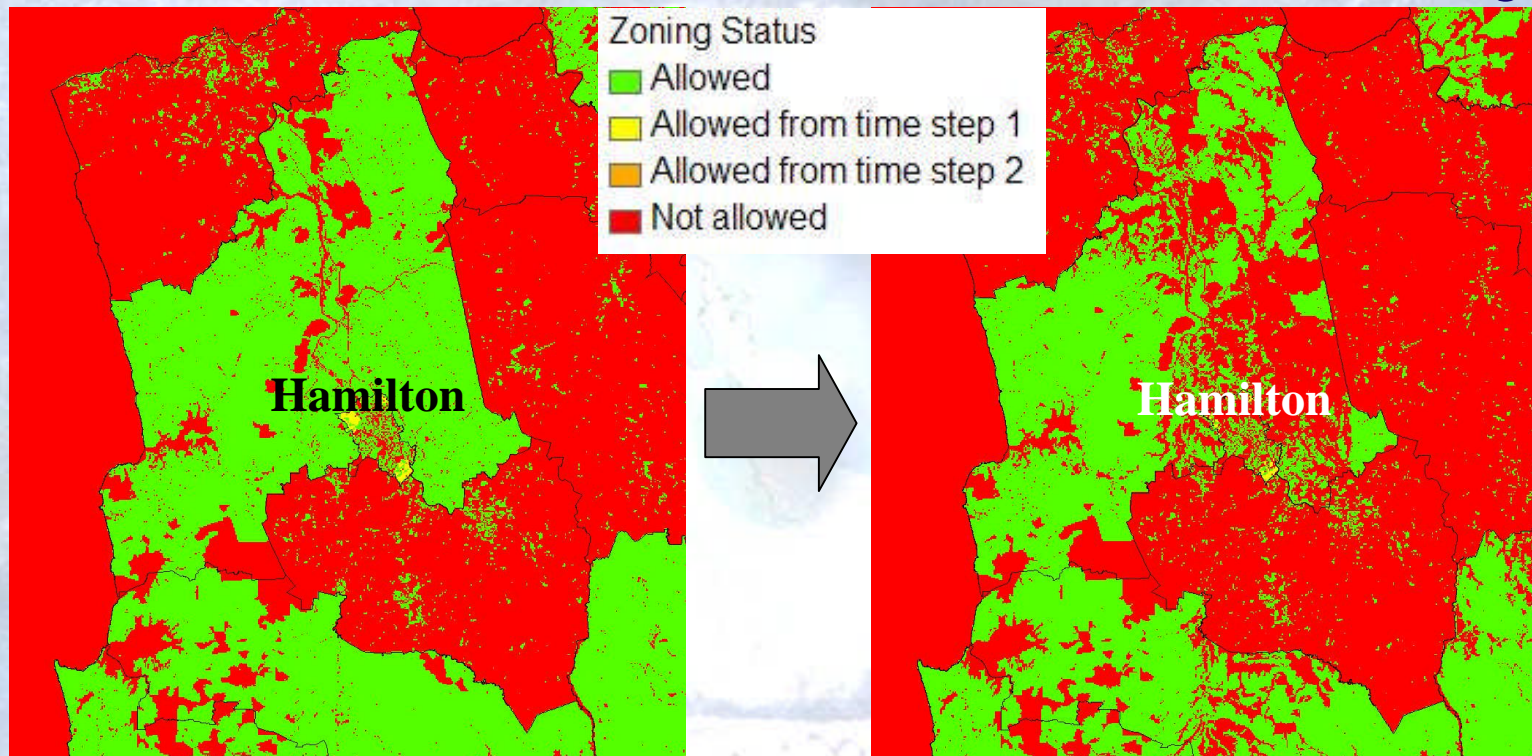 Zoning Status
Allowed
Allowed from time step 1
Allowed from time step 2
Not allowed
Hamilton
Hamilton